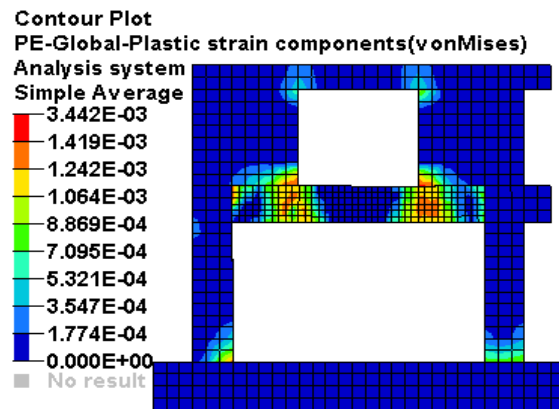 Contour Plot
PE-Global-Plastic strain components(vonMises)
Analysis system
Simple Average
3.442E-03
1.419E-03
1.242E-03
1.064E-03
8.869E-04
7.095E-04
5.321E-04
3.547E-04
1.774E-04
0.000E+00
No result